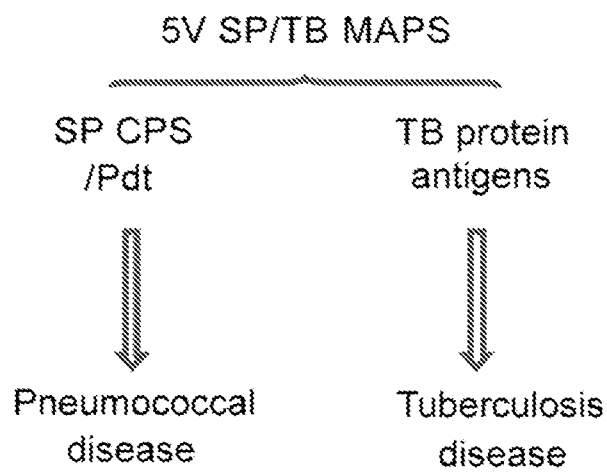 5V SP/TB MAPS
SP CPS
/Pdt
TB protein
antigens
Pneumococcal
disease
Tuberculosis
disease